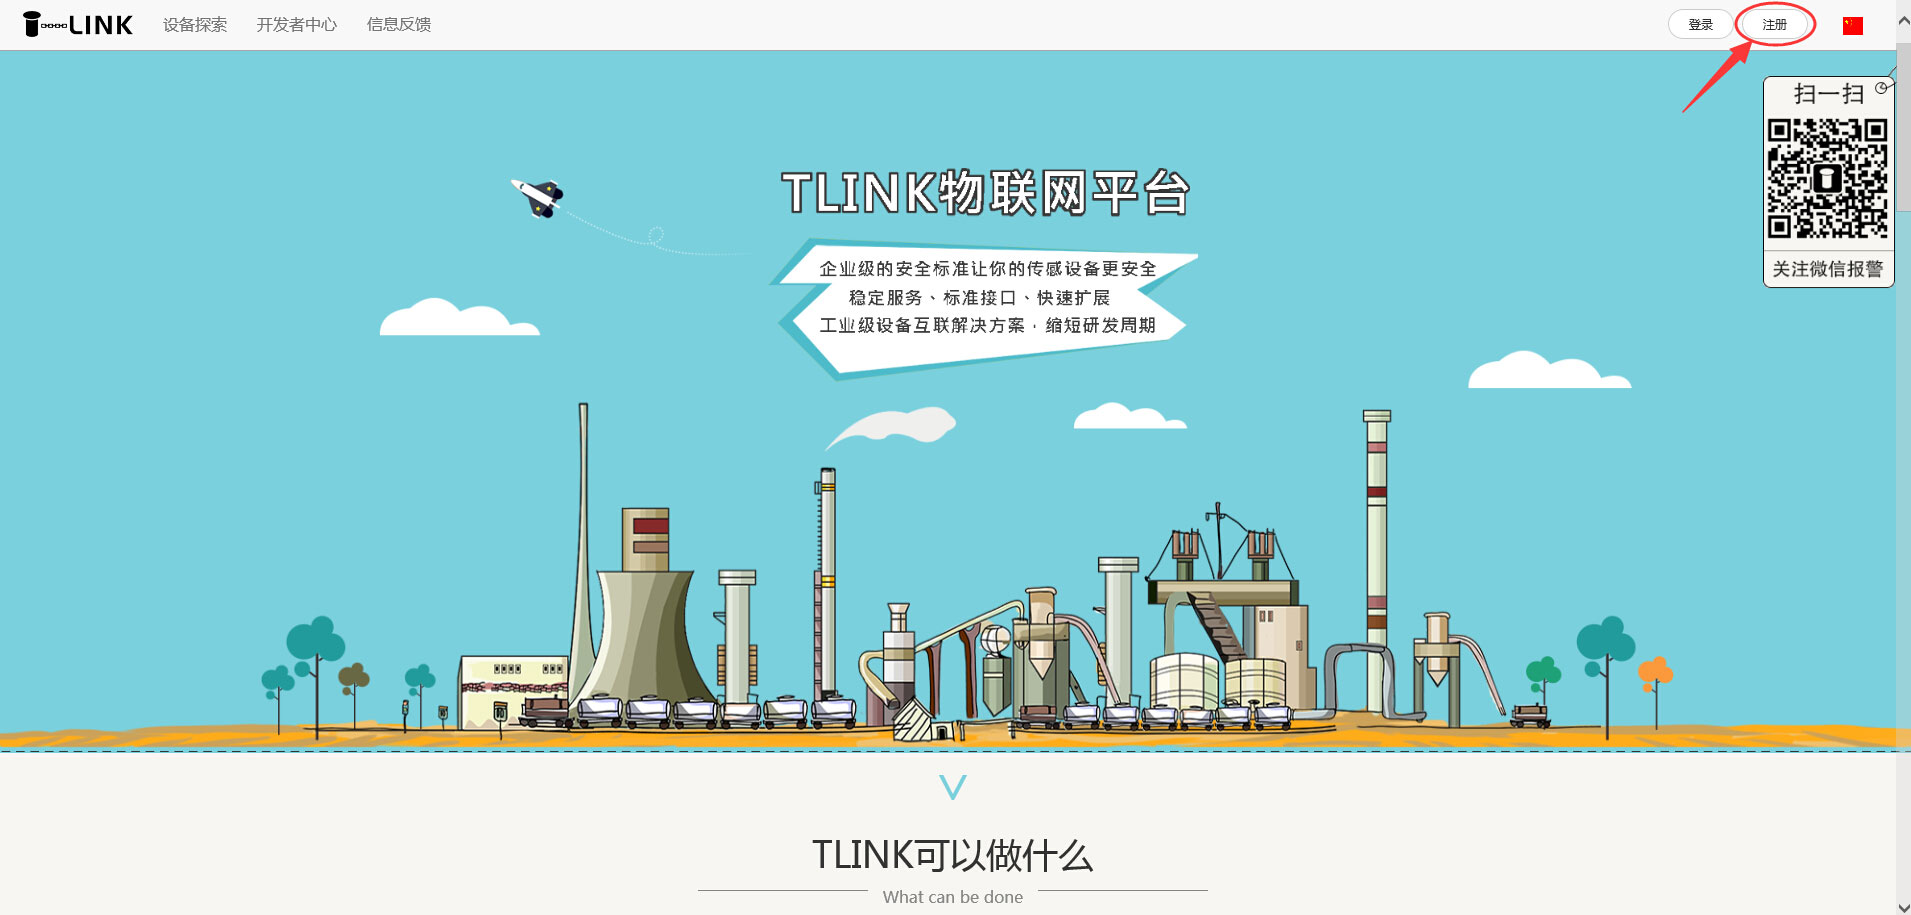 LINK 设备探索 开发者中心 信息反馈 登录 注册
扫一扫
关注微信报警
TLINK物联网平台
企业级的安全标准让你的传感设备更安全
稳定服务、标准接口、快速扩展
工业级设备互联解决方案，缩短研发周期
TLINK可以做什么
What can be done